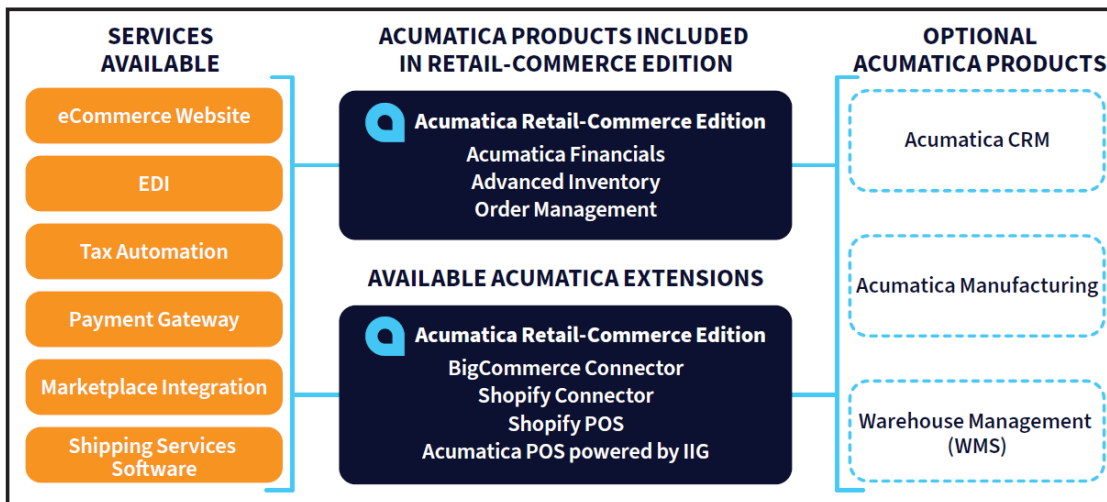 SERVICES
AVAILABLE
eCommerce Website
EDI
Tax Automation
Payment Gateway
Marketplace Integration
Shipping Services
Software
ACUMATICA PRODUCTS INCLUDED
IN RETAIL-COMMERCE EDITION
Acumatica Retail-Commerce Edition
Acumatica Financials
Advanced Inventory
Order Management
AVAILABLE ACUMATICA EXTENSIONS
Acumatica Retail-Commerce Edition
BigCommerce Connector
Shopify Connector
Shopify POS
Acumatica POS powered by IIG
OPTIONAL
ACUMATICA PRODUCTS
Acumatica CRM
Acumatica Manufacturing
Warehouse Management
(WMS)